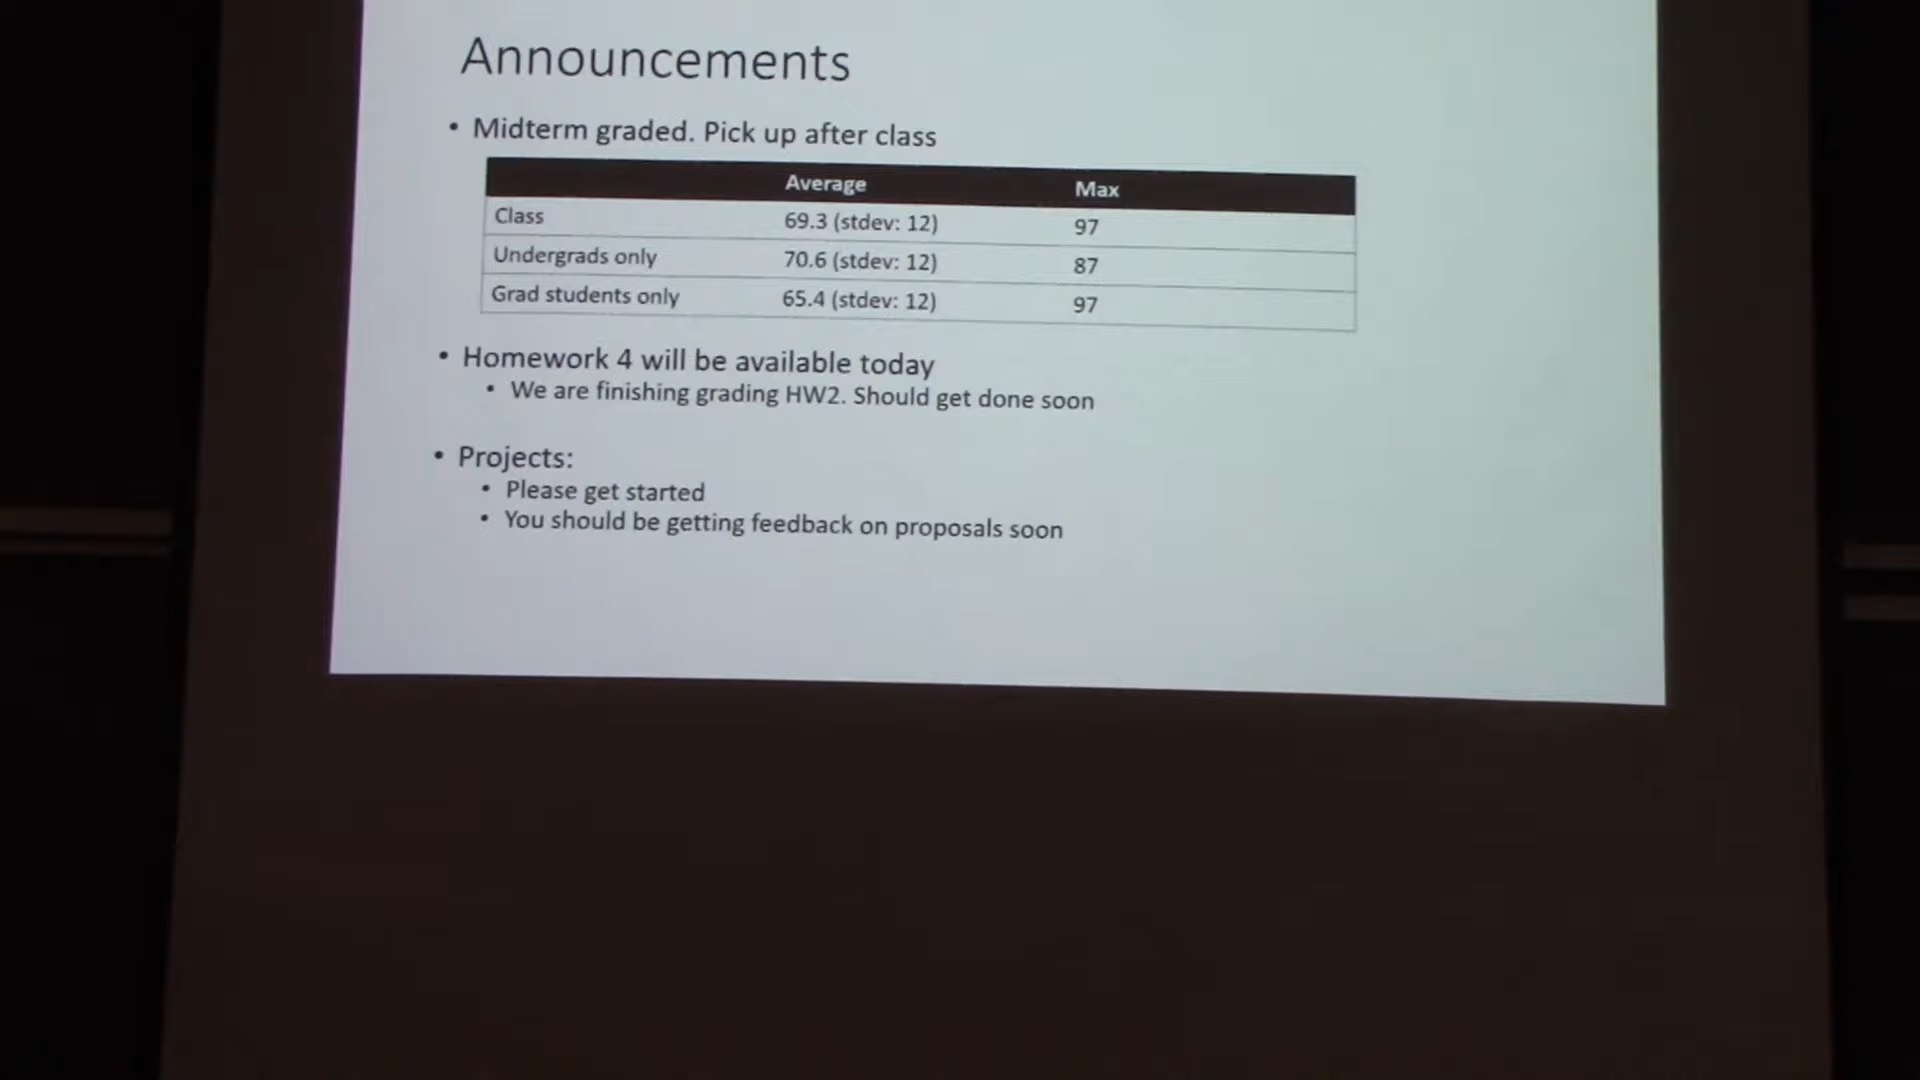 Announcements
• Midterm graded. Pick up after class
Average Max
Class 69.3 (stdev: 12) 97
Undergrads only 70.6 (stdev: 12) 87
Grad students only 65.4 (stdev: 12) 97
• Homework 4 will be available today
• We are finishing grading HW2. Should get done soon
• Projects:
• Please get started
• You should be getting feedback on proposals soon